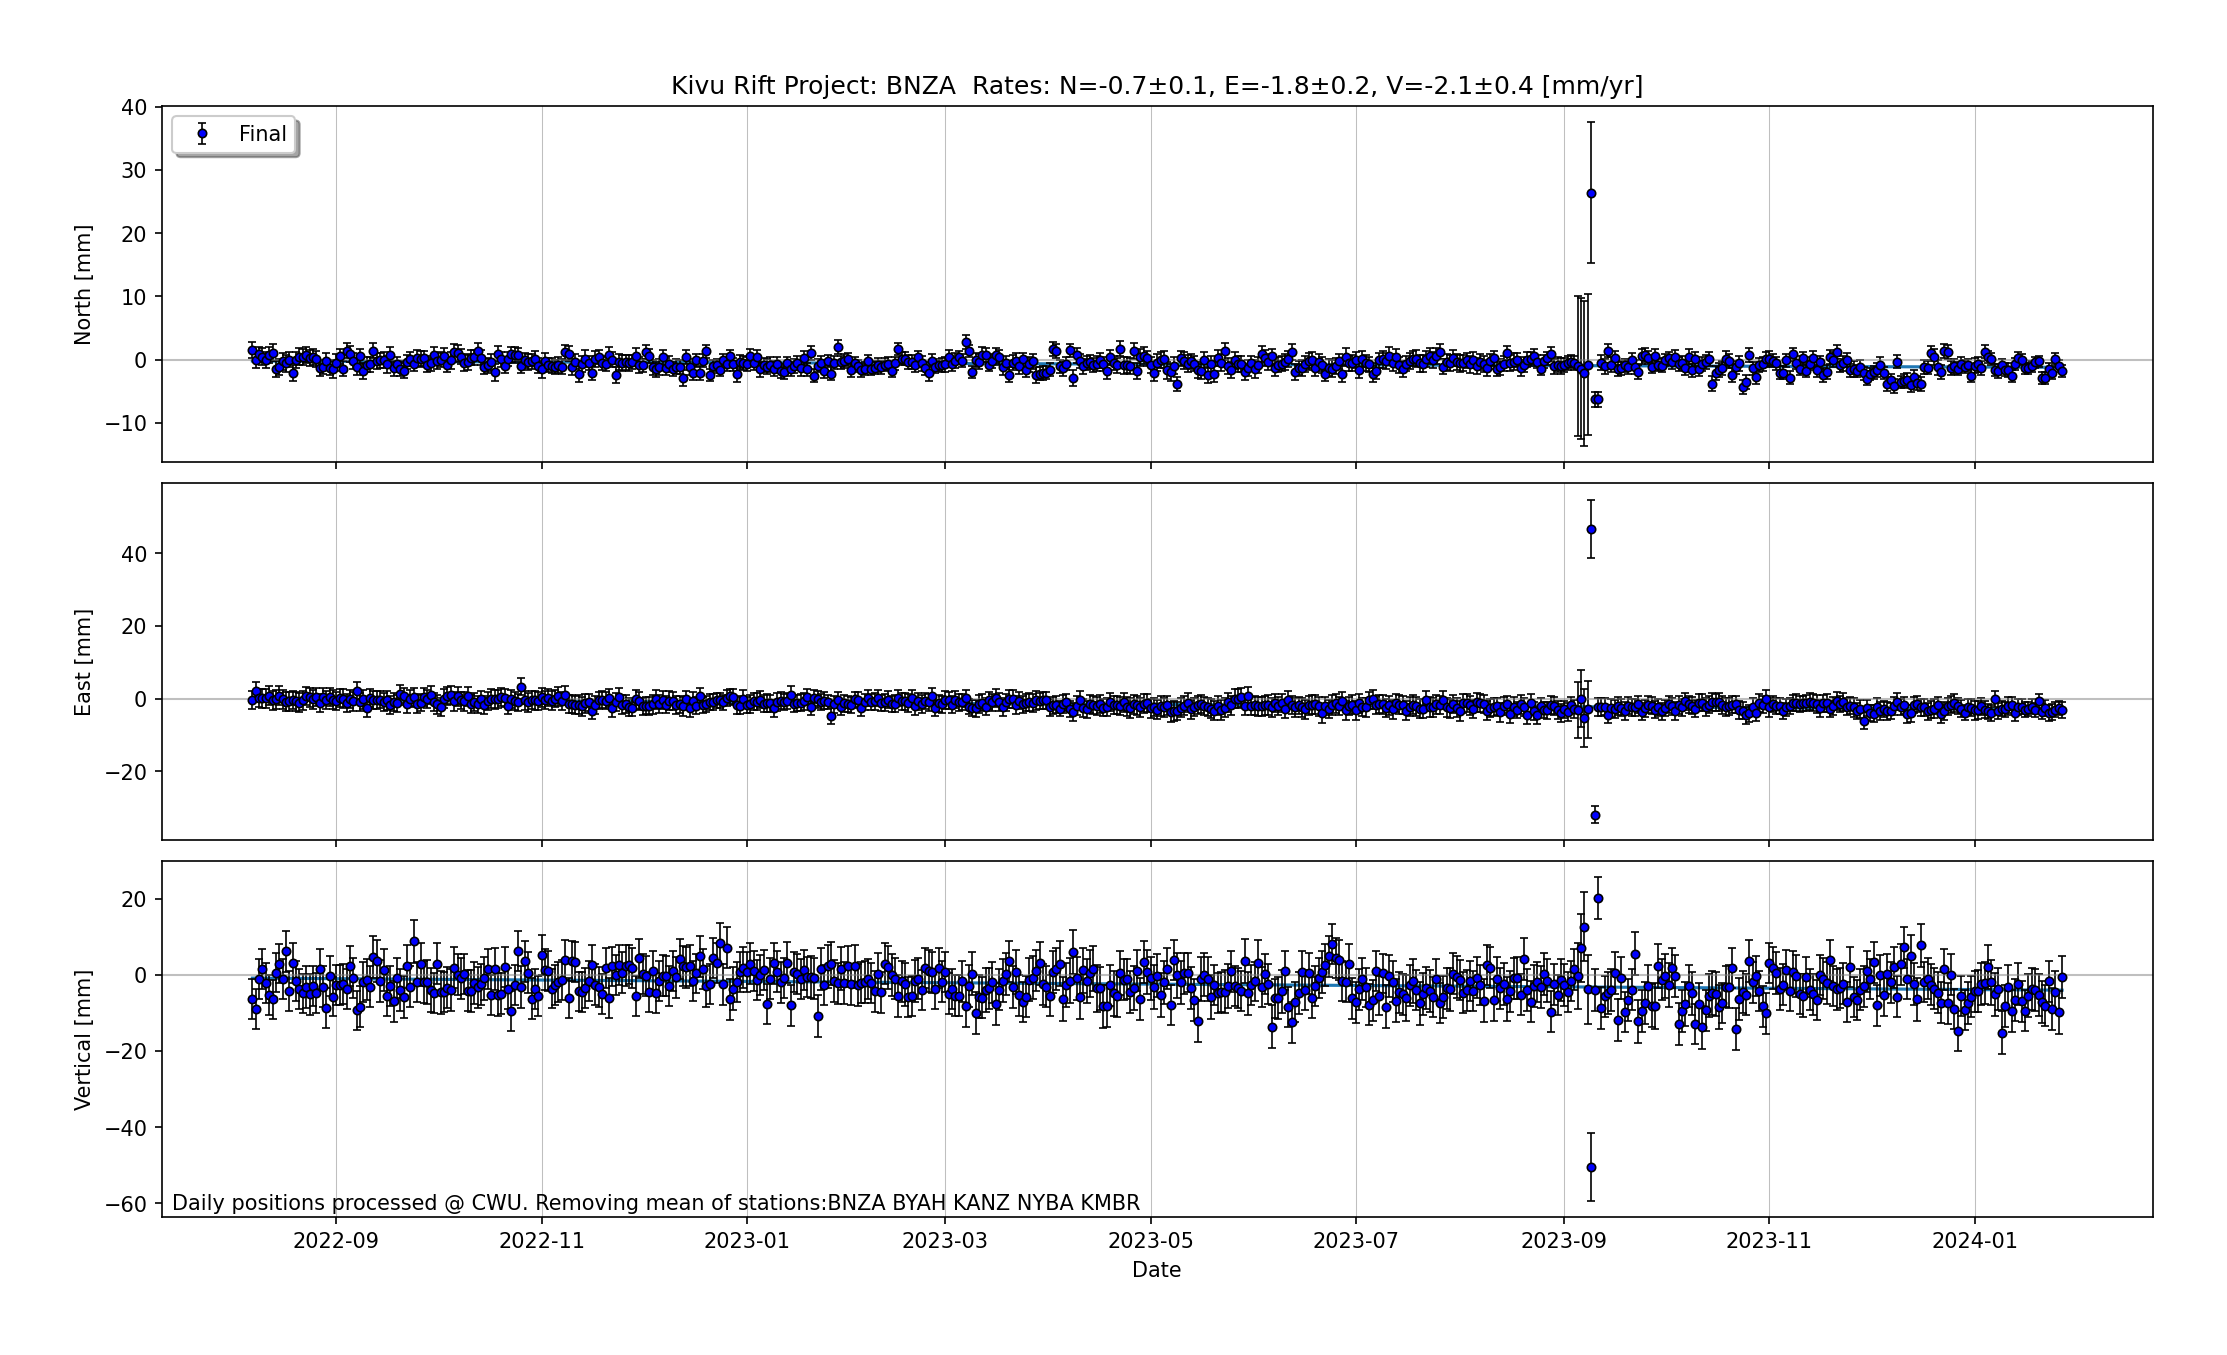 Kivu Rift Project: BNZA  Rates: N=-0.7±0.1, E=-1.8±0.2, V=-2.1±0.4 [mm/yr]
Final
North [mm]
40
30
20
10
0
−10
East [mm]
40
20
0
−20
Vertical [mm]
20
0
−20
−40
−60
Daily positions processed @ CWU. Removing mean of stations:BNZA BYAH KANZ NYBA KMBR
2022-09 2022-11 2023-01 2023-03 2023-05 2023-07 2023-09 2023-11 2024-01
Date